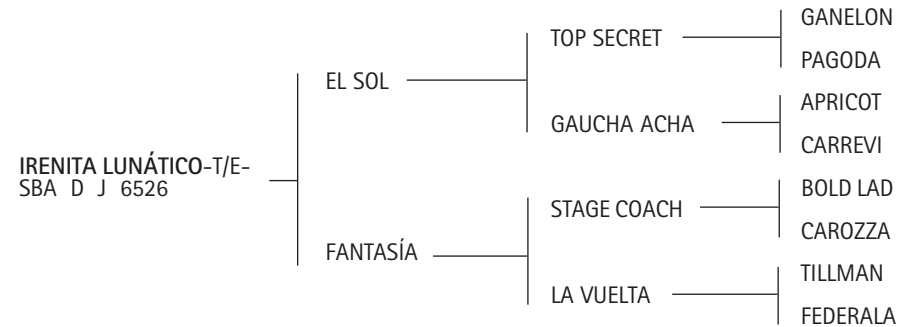 GANELON
TOP SECRET
PAGODA
EL SOL
APRICOT
GAUCHA ACHA
CARREVI
IRENITA LUNÁTICO-T/E-
SBA D J 6526
BOLD LAD
STAGE COACH
CAROZZA
FANTASÍA
TILLMAN
LA VUELTA
FEDERALA